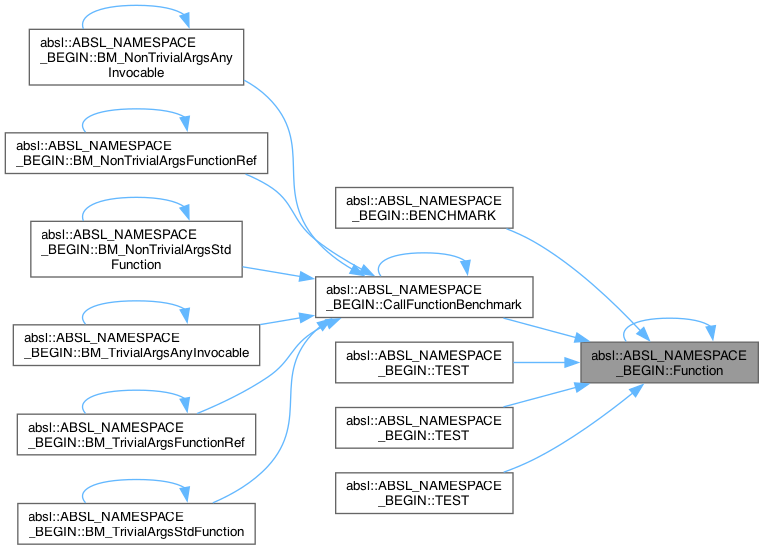 absl::ABSL_NAMESPACE
_BEGIN::BM_NonTrivialArgsAny
Invocable
absl::ABSL_NAMESPACE
_BEGIN::BM_NonTrivialArgsFunctionRef
absl::ABSL_NAMESPACE
_BEGIN::BM_NonTrivialArgsStd
Function
absl::ABSL_NAMESPACE
_BEGIN::BM_TrivialArgsAnyInvocable
absl::ABSL_NAMESPACE
_BEGIN::BM_TrivialArgsFunctionRef
absl::ABSL_NAMESPACE
_BEGIN::BM_TrivialArgsStdFunction
absl::ABSL_NAMESPACE
_BEGIN::BENCHMARK
absl::ABSL_NAMESPACE
_BEGIN::CallFunctionBenchmark
absl::ABSL_NAMESPACE
_BEGIN::TEST
absl::ABSL_NAMESPACE
_BEGIN::TEST
absl::ABSL_NAMESPACE
_BEGIN::TEST
absl::ABSL_NAMESPACE
_BEGIN::Function